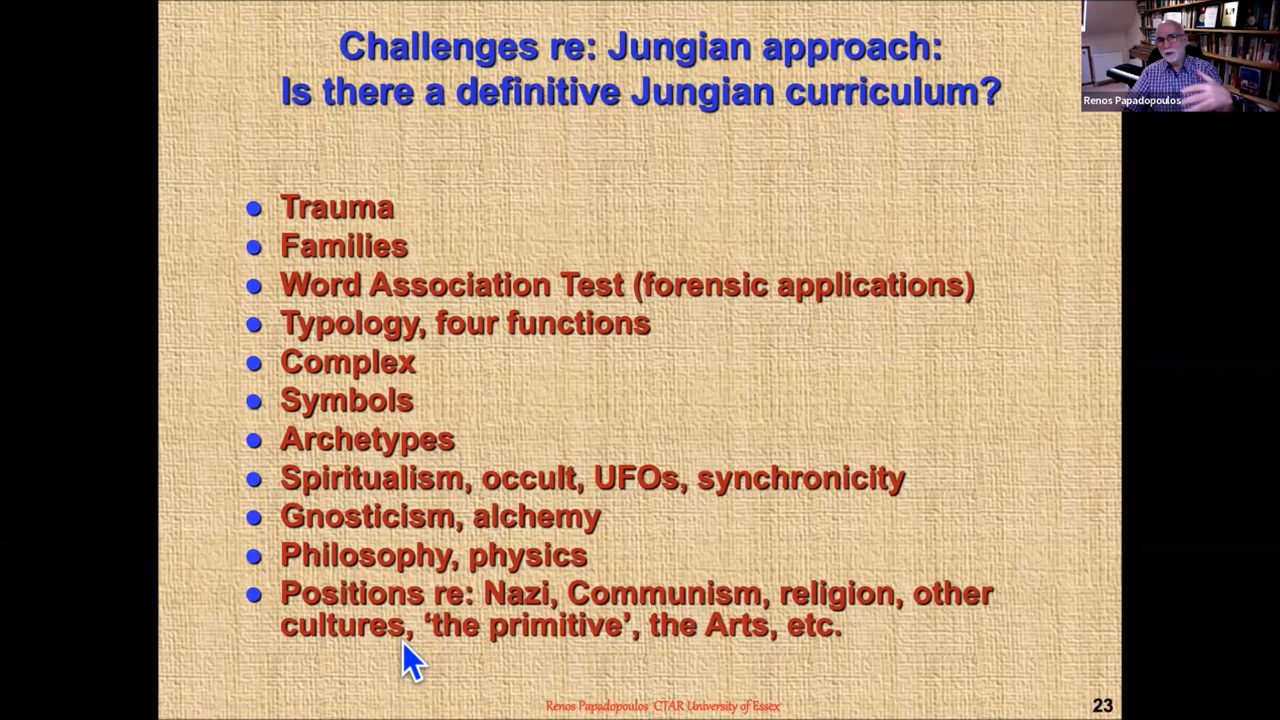 Challenges re: Jungian approach:
Is there a definitive Jungian curriculum?
Renos Papadopoulos
Trauma
Families
Word Association Test (forensic applications)
Typology, four functions
Complex
Symbols
Archetypes
Spiritualism, occult, UFOs, synchronicity
Gnosticism, alchemy
Philosophy, physics
Positions re: Nazi, Communism, religion, other
cultures, ‘the primitive’, the Arts, etc.
Renos Papadopoulos CTAR University of Essex
23